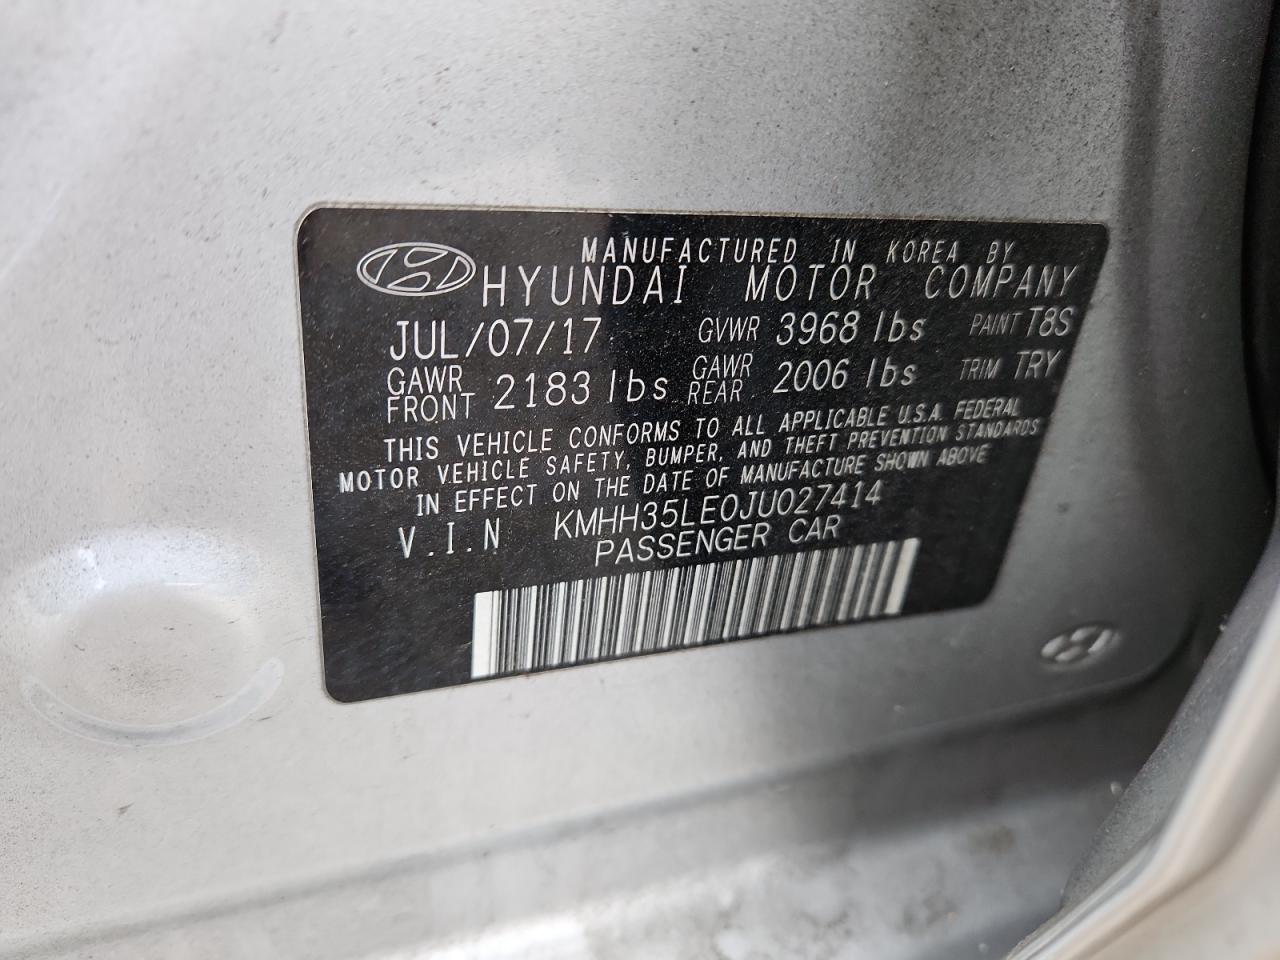 MANUFACTURED IN KOREA BY
HYUNDAI MOTOR COMPANY
JUL/07/17 GVWR 3968 lbs PAINT T8S
GAWR FRONT 2183 lbs GAWR REAR 2006 lbs TRIM TRY
THIS VEHICLE CONFORMS TO ALL APPLICABLE U.S.A. FEDERAL
MOTOR VEHICLE SAFETY, BUMPER, AND THEFT PREVENTION STANDARDS
IN EFFECT ON THE DATE OF MANUFACTURE SHOWN ABOVE
V.I.N KMHH35LE0JU027414
PASSENGER CAR